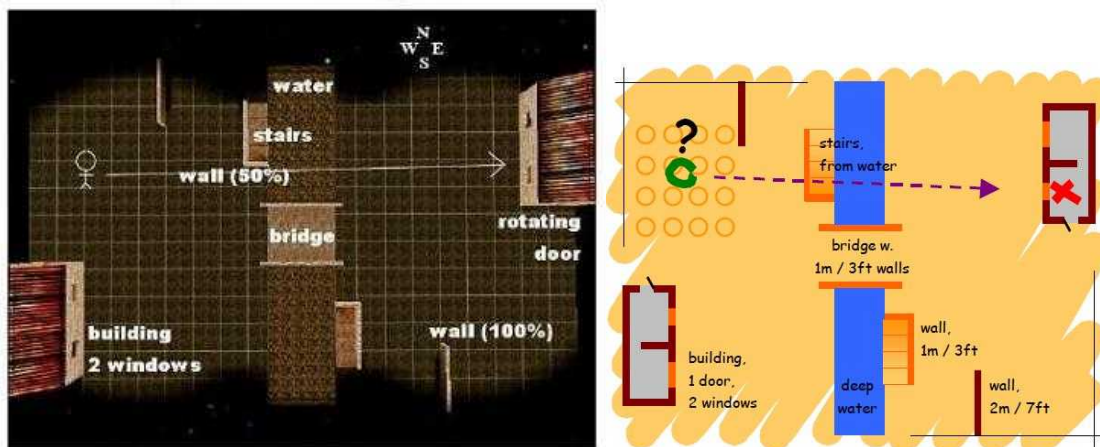 N
W E
S
water
stairs
wall (50%)
bridge
rotating
door
building
2 windows
wall (100%)
?
stairs,
from water
bridge w.
1m / 3ft walls
building,
1 door,
2 windows
deep
water
wall,
1m / 3ft
wall,
2m / 7ft